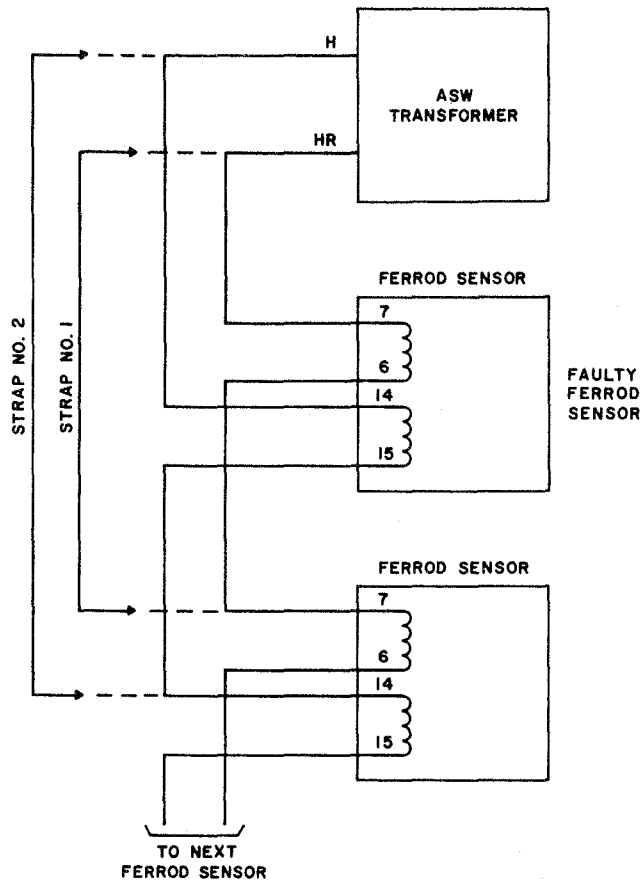 H
ASW
TRANSFORMER
HR
FERROD SENSOR
7
6
14
15
FAULTY
FERROD
SENSOR
STRAP NO. 2
STRAP NO. 1
FERROD SENSOR
7
6
14
15
TO NEXT
FERROD SENSOR